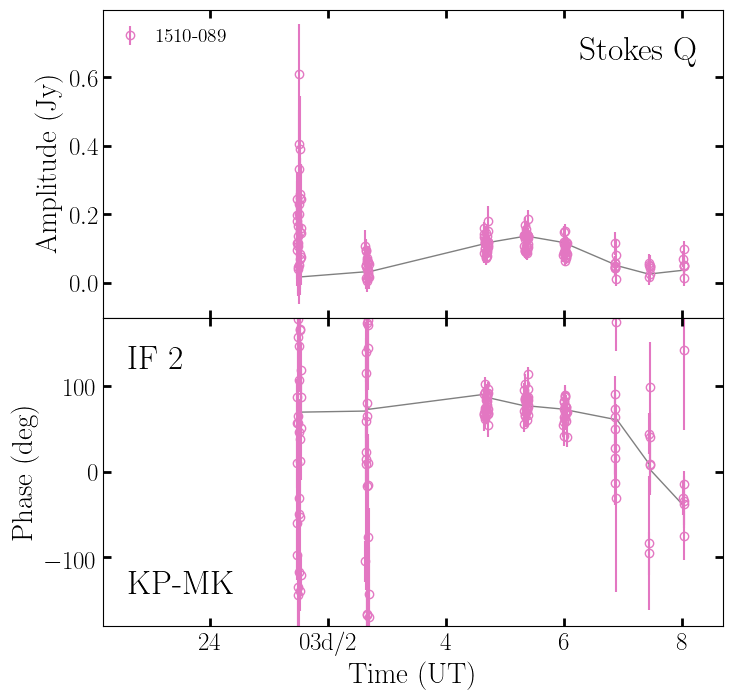 1510-089
Stokes Q
Amplitude (Jy)
0.6
0.4
0.2
0.0
IF 2
KP-MK
Phase (deg)
100
0
−100
24
03d/2
4
6
8
Time (UT)